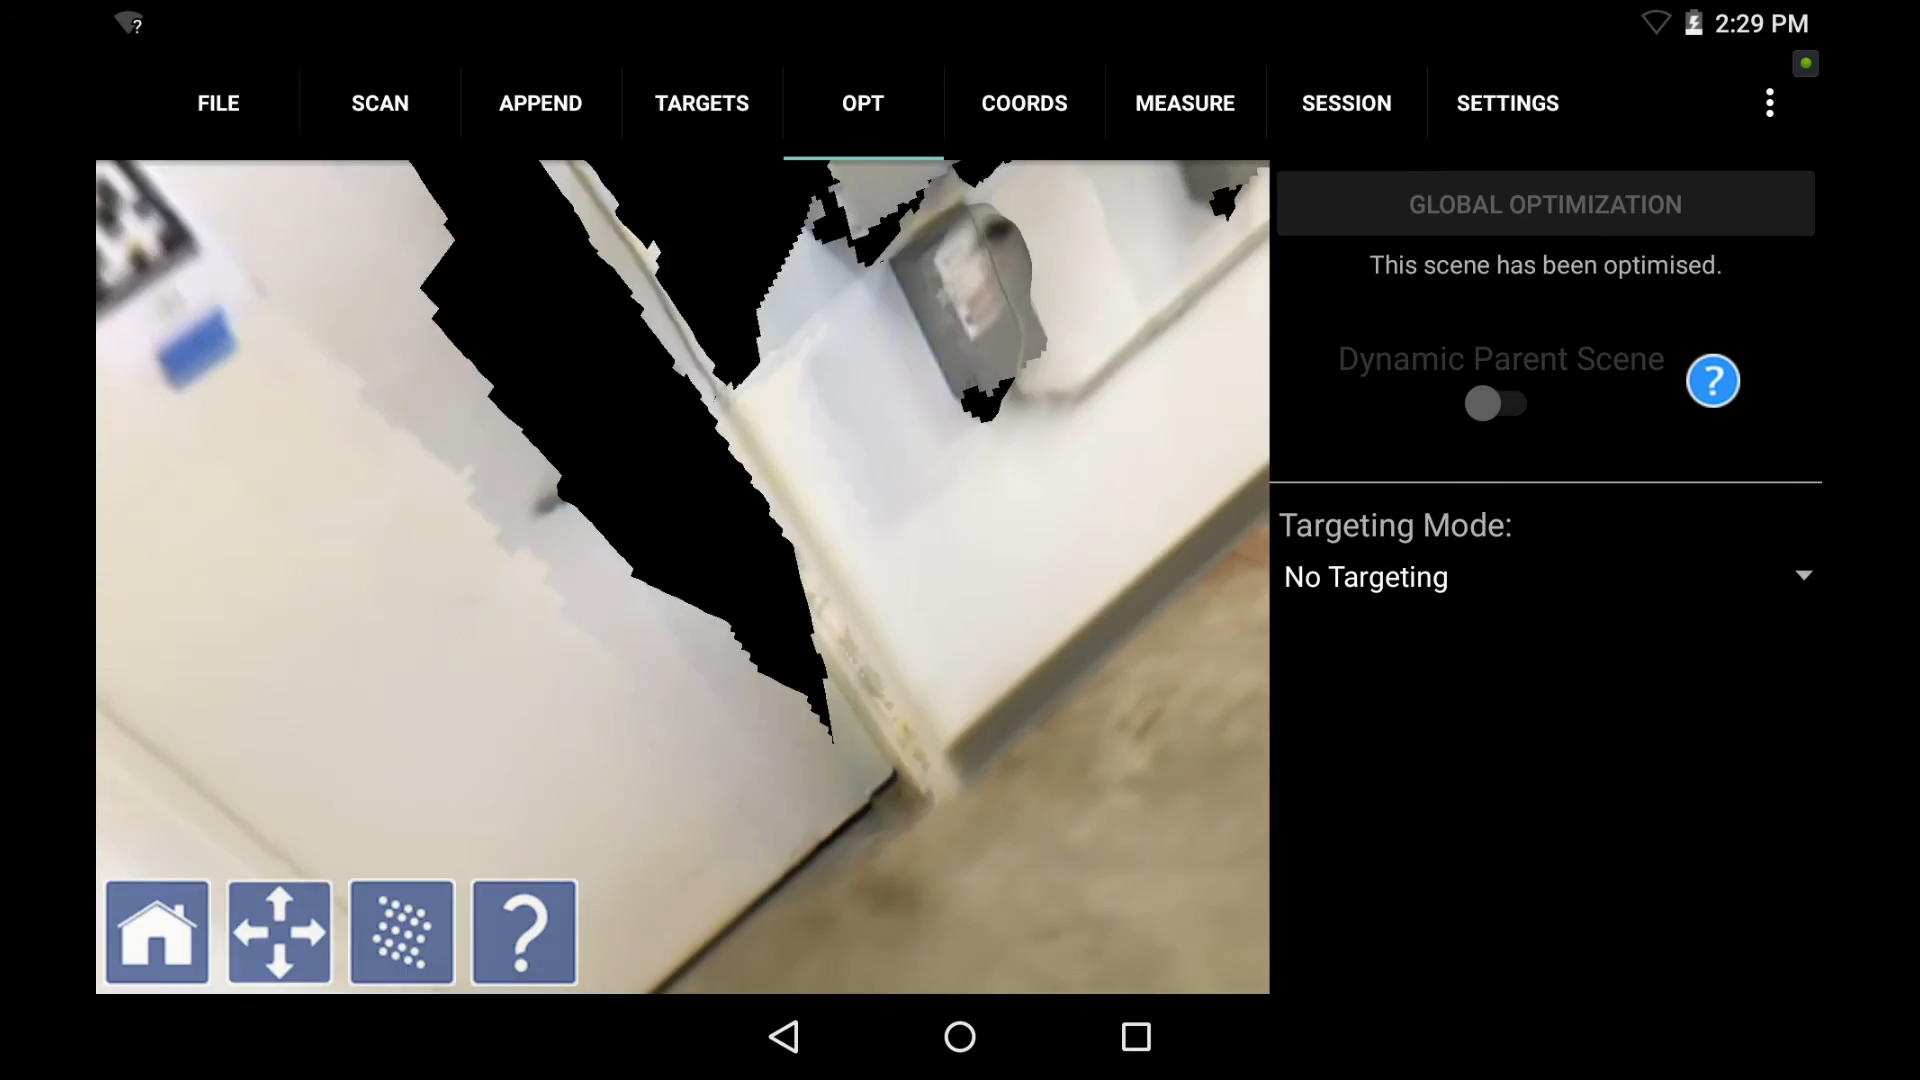 2:29 PM
FILE SCAN APPEND TARGETS OPT COORDS MEASURE SESSION SETTINGS
GLOBAL OPTIMIZATION
This scene has been optimised.
Dynamic Parent Scene
?
Targeting Mode:
No Targeting
?